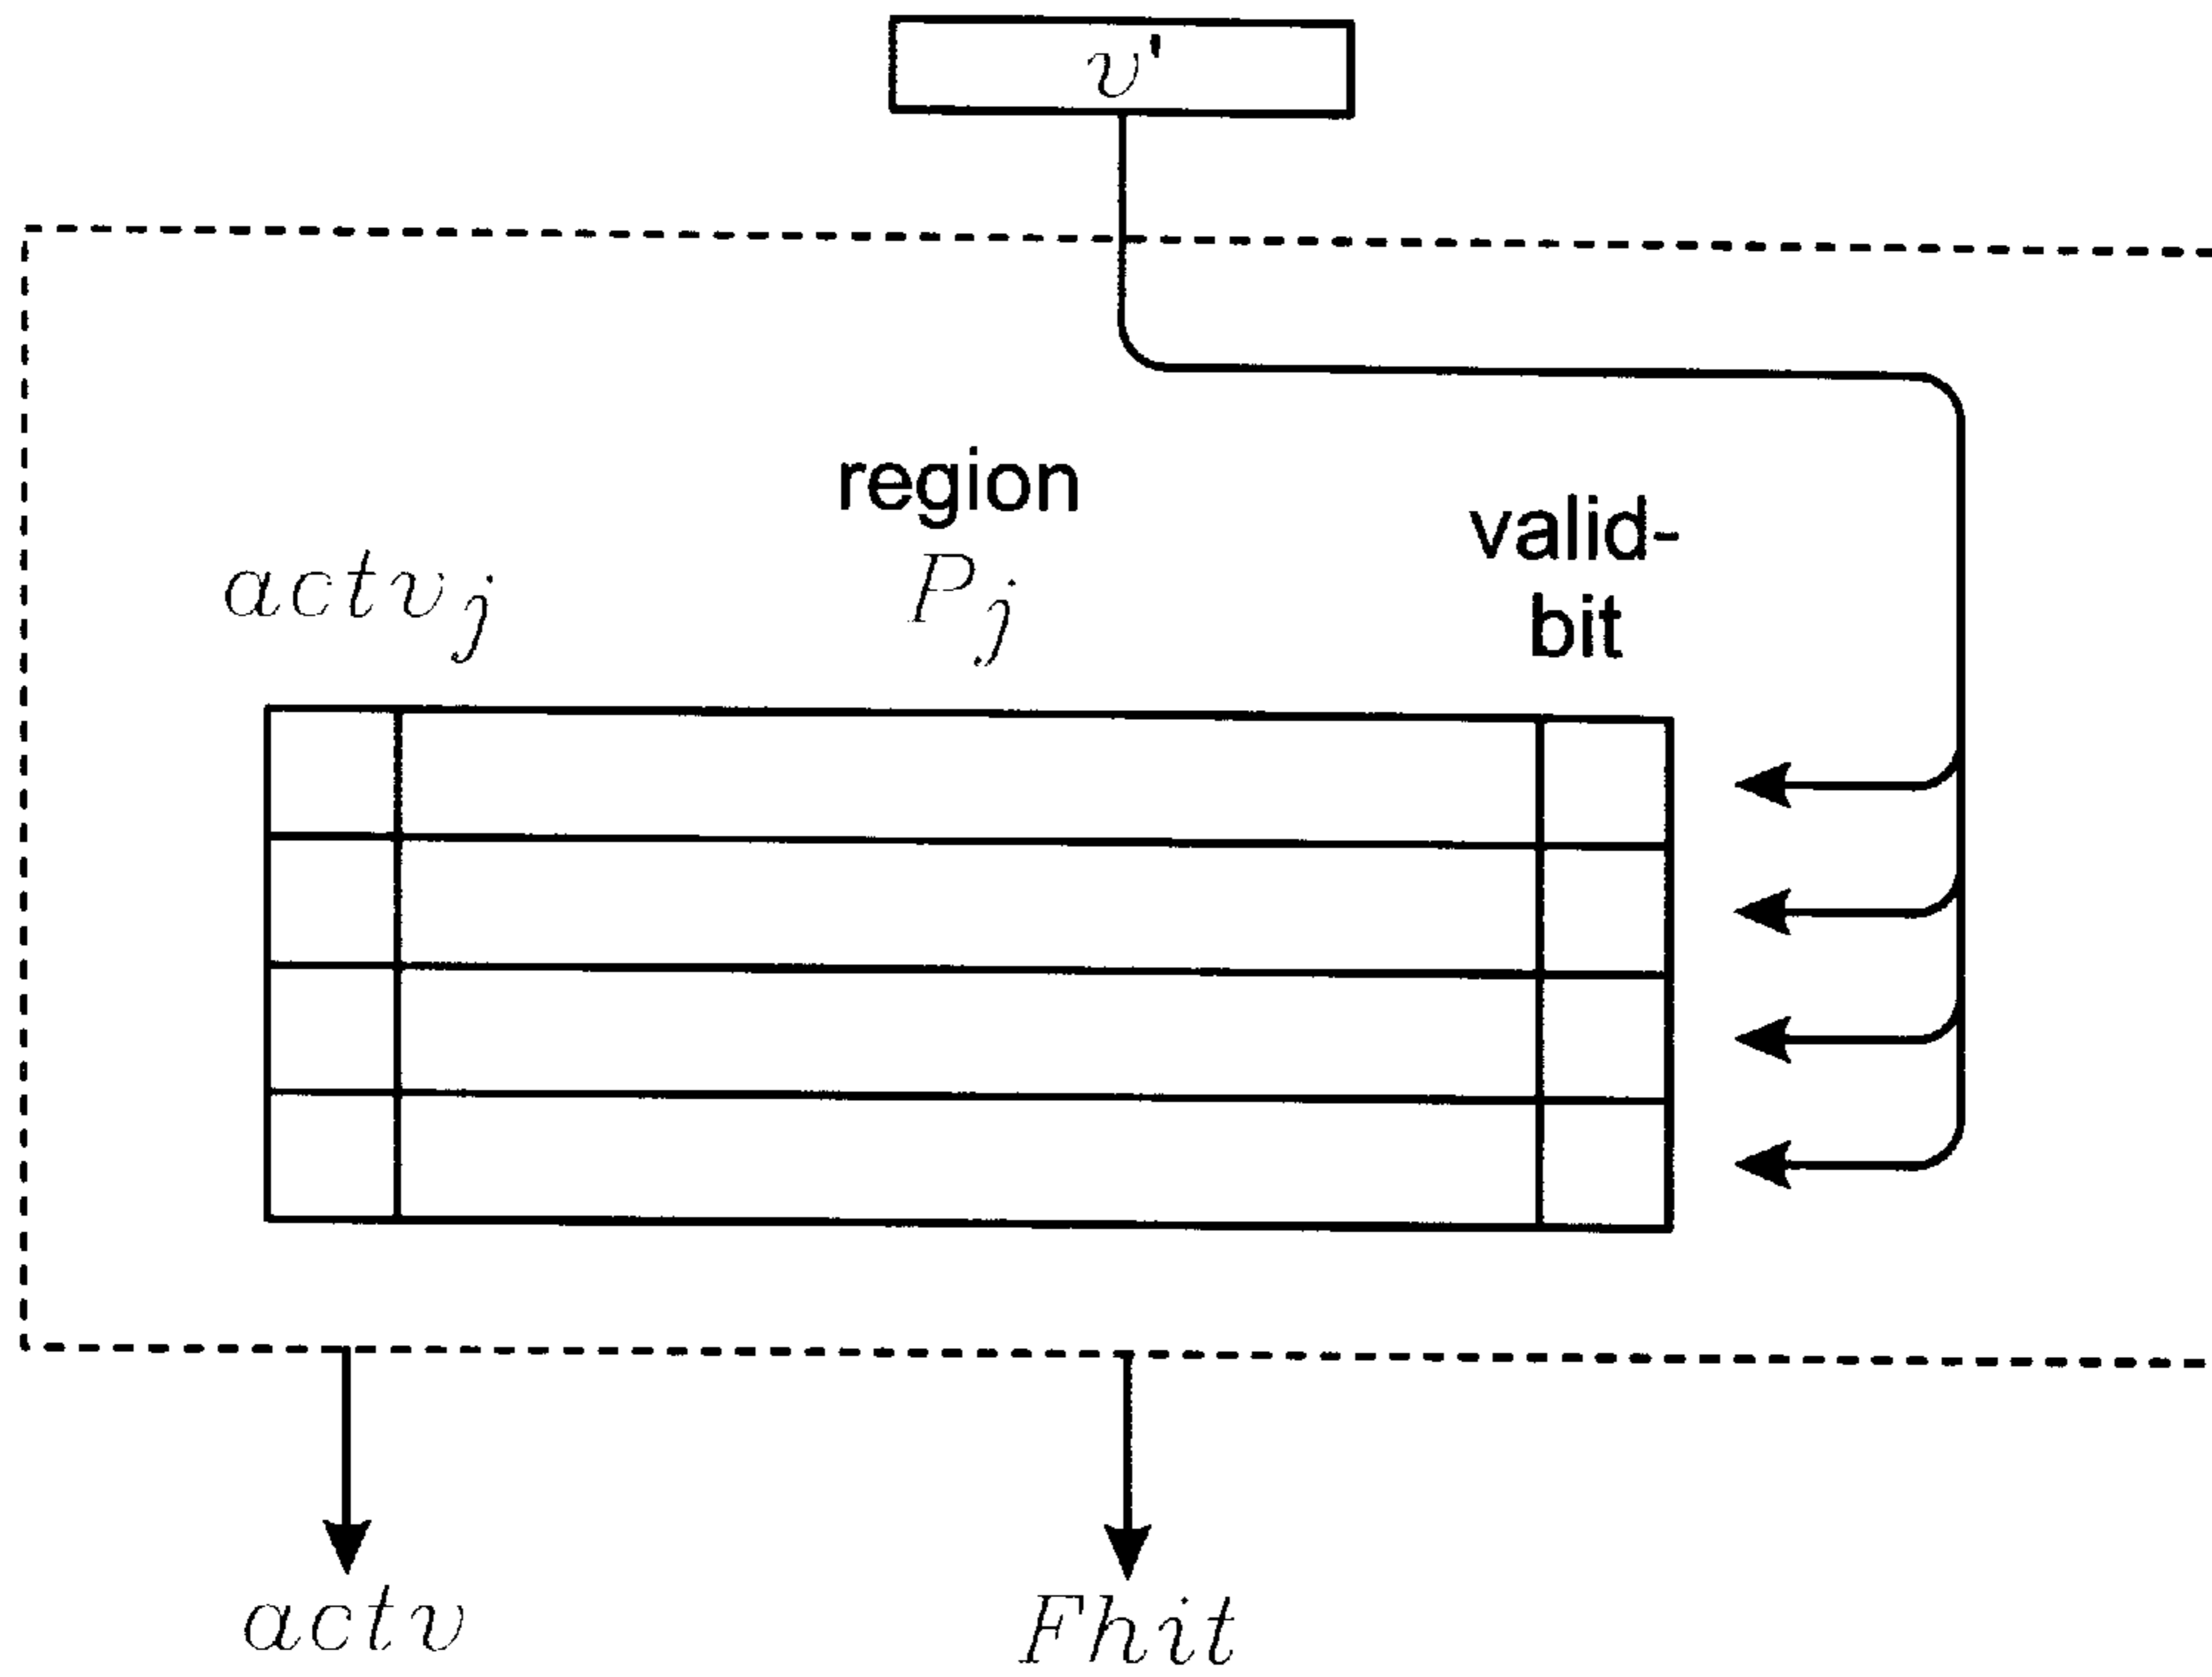 v'
region
valid-
actv_j
P_j
bit
actv
Fhit